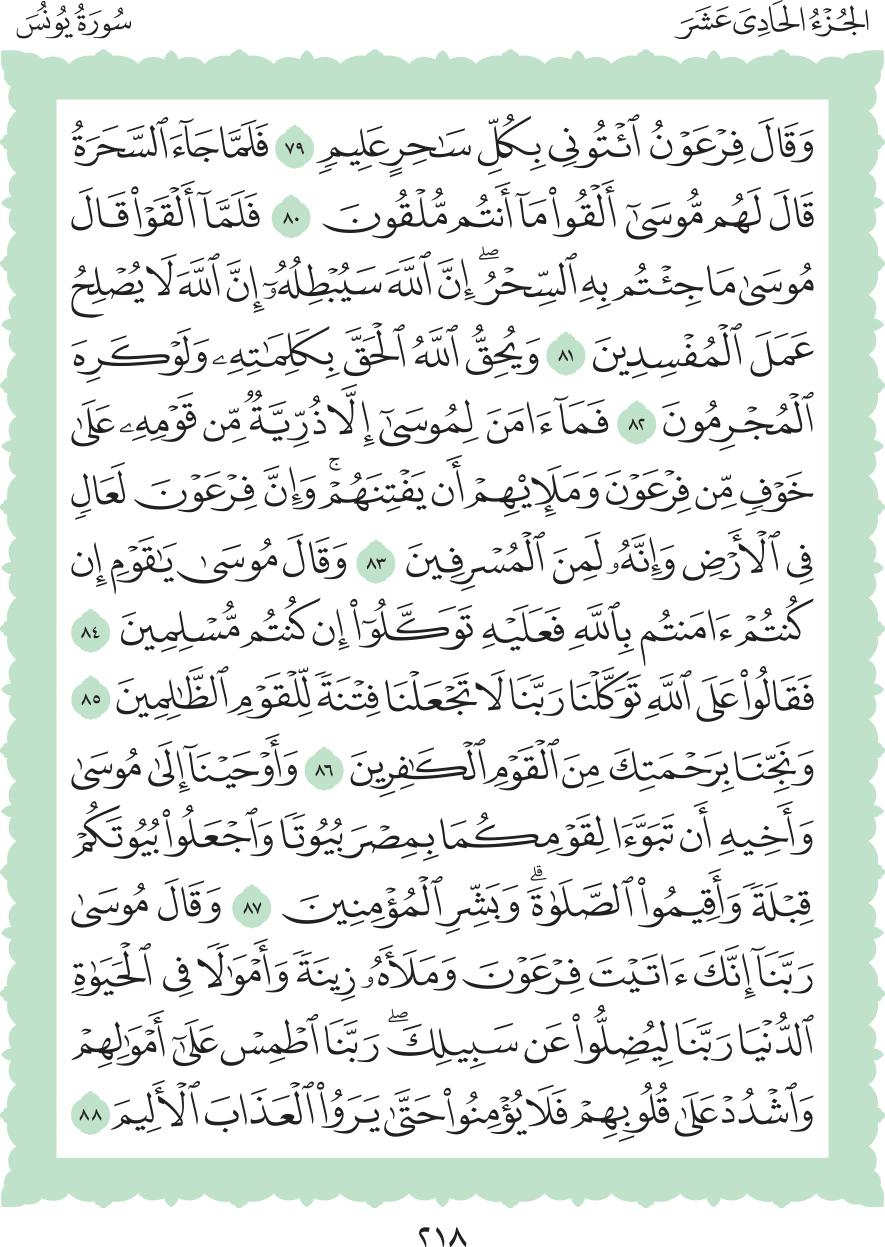 الجُزْءُ الحَادِىَ عَشَرَ
سُورَةُ يُونُسَ
وَقَالَ فِرْعَوْنُ ٱئْتُونِي بِكُلِّ سَـٰحِرٍ عَلِيمٖ ٧٩ فَلَمَّا جَآءَ ٱلسَّحَرَةُ
قَالَ لَهُم مُّوسَىٰٓ أَلْقُوا۟ مَآ أَنتُم مُّلْقُونَ ٨٠ فَلَمَّآ أَلْقَوْا۟ قَالَ
مُوسَىٰ مَا جِئْتُم بِهِ ٱلسِّحْرُۖ إِنَّ ٱللَّهَ سَيُبْطِلُهُۥٓ إِنَّ ٱللَّهَ لَا يُصْلِحُ
عَمَلَ ٱلْمُفْسِدِينَ ٨١ وَيُحِقُّ ٱللَّهُ ٱلْحَقَّ بِكَلِمَـٰتِهِۦ وَلَوْ كَرِهَ
ٱلْمُجْرِمُونَ ٨٢ فَمَآ ءَامَنَ لِمُوسَىٰٓ إِلَّا ذُرِّيَّةٌ مِّن قَوْمِهِۦ عَلَىٰ
خَوْفٍ مِّن فِرْعَوْنَ وَمَلَإِي۟هِمْ أَن يَفْتِنَهُمْۚ وَإِنَّ فِرْعَوْنَ لَعَالٍ
فِى ٱلْأَرْضِ وَإِنَّهُۥ لَمِنَ ٱلْمُسْرِفِينَ ٨٣ وَقَالَ مُوسَىٰ يَـٰقَوْمِ إِن
كُنتُمْ ءَامَنتُم بِٱللَّهِ فَعَلَيْهِ تَوَكَّلُوٓا۟ إِن كُنتُم مُّسْلِمِينَ ٨٤
فَقَالُوا۟ عَلَى ٱللَّهِ تَوَكَّلْنَا رَبَّنَا لَا تَجْعَلْنَا فِتْنَةً لِّلْقَوْمِ ٱلظَّـٰلِمِينَ ٨٥
وَنَجِّنَا بِرَحْمَتِكَ مِنَ ٱلْقَوْمِ ٱلْكَـٰفِرِينَ ٨٦ وَأَوْحَيْنَآ إِلَىٰ مُوسَىٰ
وَأَخِيهِ أَن تَبَوَّءَا لِقَوْمِكُمَا بِمِصْرَ بُيُوتًا وَٱجْعَلُوا۟ بُيُوتَكُمْ
قِبْلَةً وَأَقِيمُوا۟ ٱلصَّلَوٰةَۗ وَبَشِّرِ ٱلْمُؤْمِنِينَ ٨٧ وَقَالَ مُوسَىٰ
رَبَّنَآ إِنَّكَ ءَاتَيْتَ فِرْعَوْنَ وَمَلَأَهُۥ زِينَةً وَأَمْوَٰلًا فِى ٱلْحَيَوٰةِ
ٱلدُّنْيَا رَبَّنَا لِيُضِلُّوا۟ عَن سَبِيلِكَۖ رَبَّنَا ٱطْمِسْ عَلَىٰٓ أَمْوَٰلِهِمْ
وَٱشْدُدْ عَلَىٰ قُلُوبِهِمْ فَلَا يُؤْمِنُوا۟ حَتَّىٰ يَرَوُا۟ ٱلْعَذَابَ ٱلْأَلِيمَ ٨٨
٢١٨